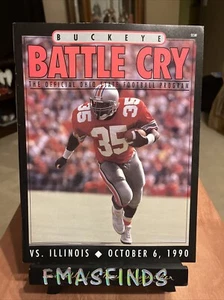 BUCKEYE
BATTLE CRY
THE OFFICIAL OHIO STATE FOOTBALL PROGRAM
35
VS. ILLINOIS ◆ OCTOBER 6, 1990
FMASFINDS